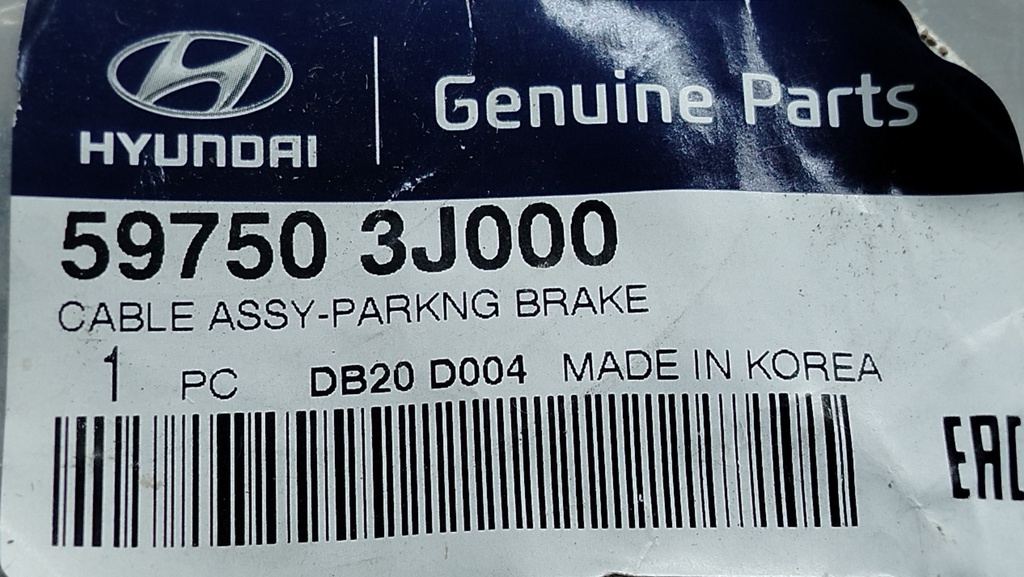 HYUNDAI
Genuine Parts
59750 3J000
CABLE ASSY-PARKNG BRAKE
1 PC DB20 D004 MADE IN KOREA
EAC